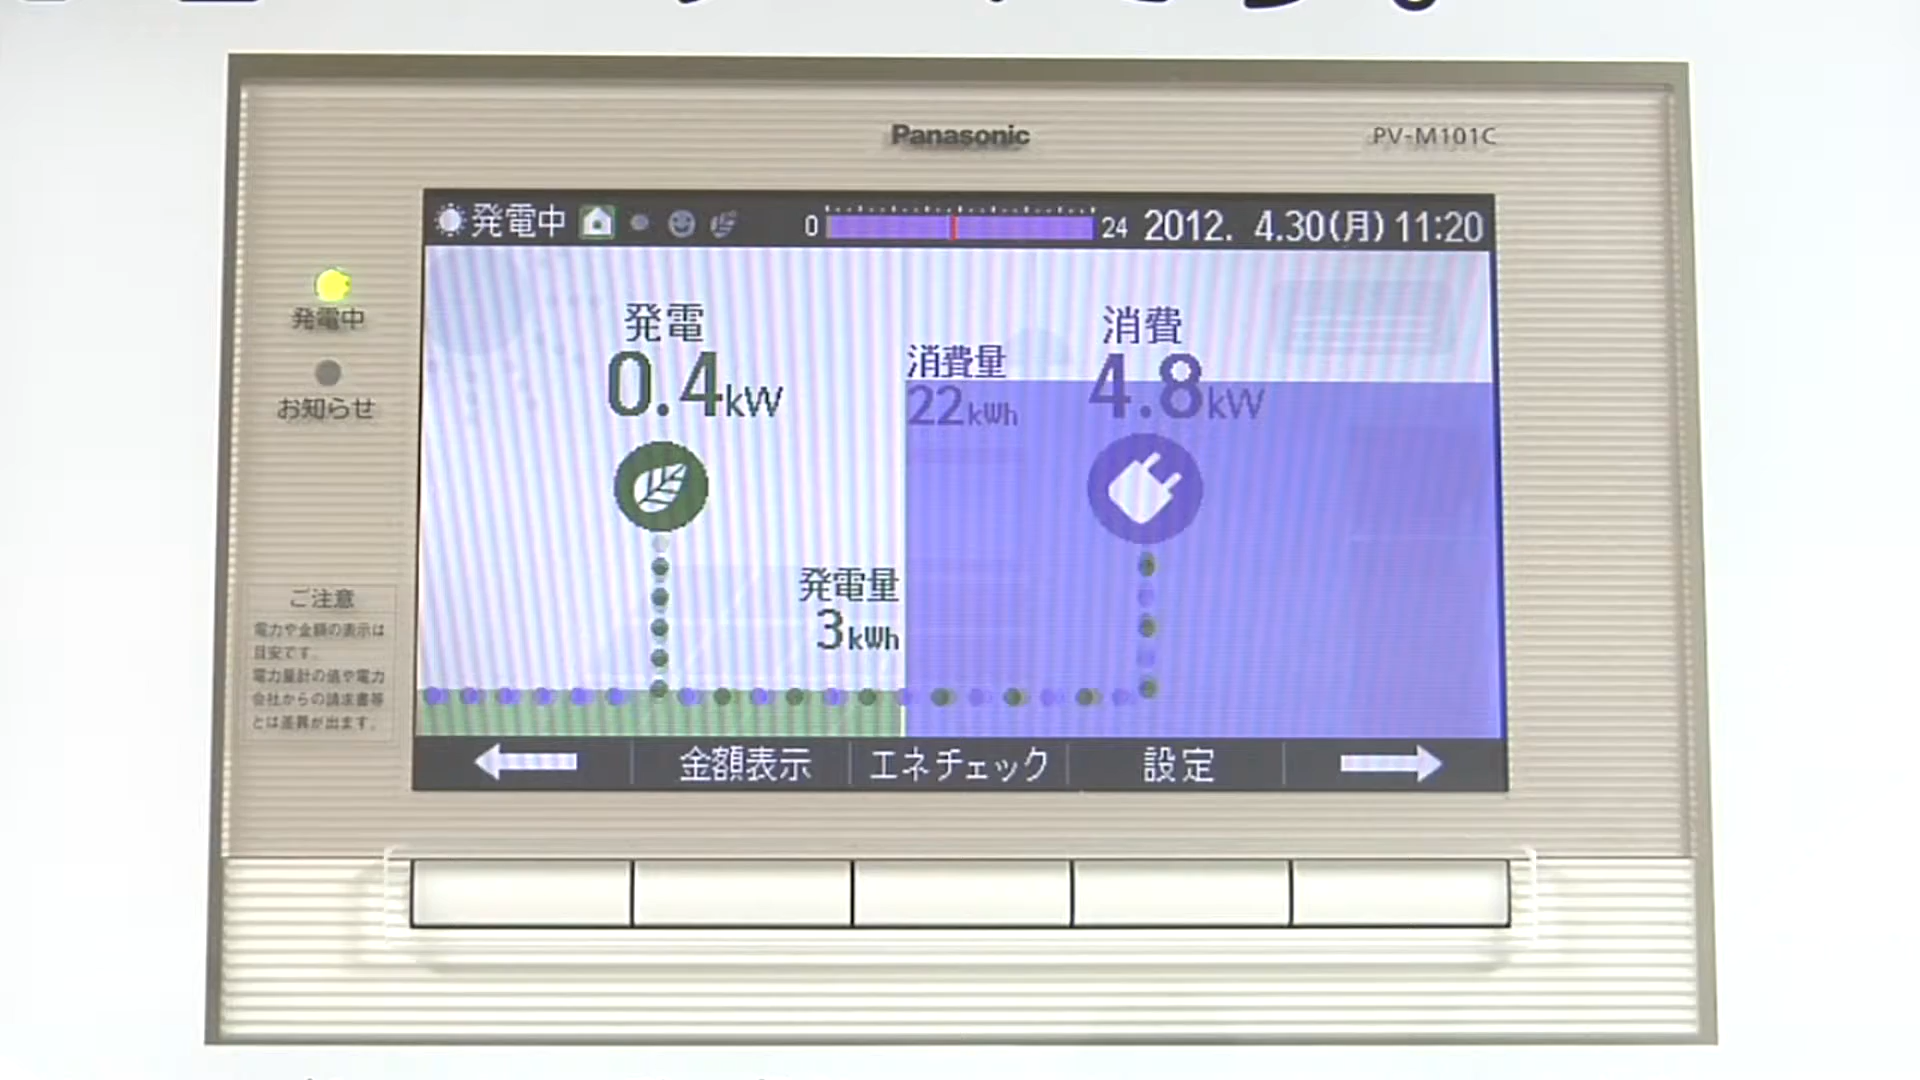 Panasonic
PV-M101C
発電中
0
24
2012. 4.30(月) 11:20
発電中
お知らせ
発電
0.4kW
消費
4.8kW
消費量
22kWh
発電量
3kWh
ご注意
電力や金額の表示は
目安です。
電力量計の値や電力
会社からの請求書等
とは差異が出ます。
金額表示
エネチェック
設定